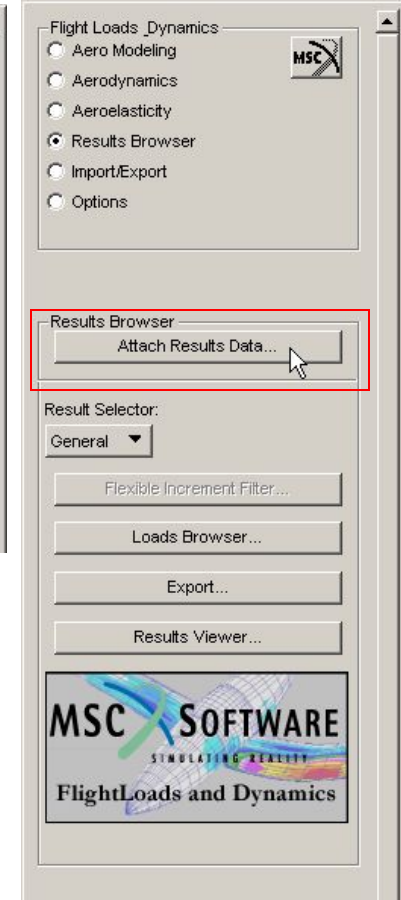 Flight Loads _Dynamics
Aero Modeling
MSC
Aerodynamics
Aeroelasticity
Results Browser
Import/Export
Options
Results Browser
Attach Results Data...
Result Selector:
General
Flexible Increment Filter...
Loads Browser...
Export...
Results Viewer...
MSC SOFTWARE
SIMULATING REALITY
FlightLoads and Dynamics